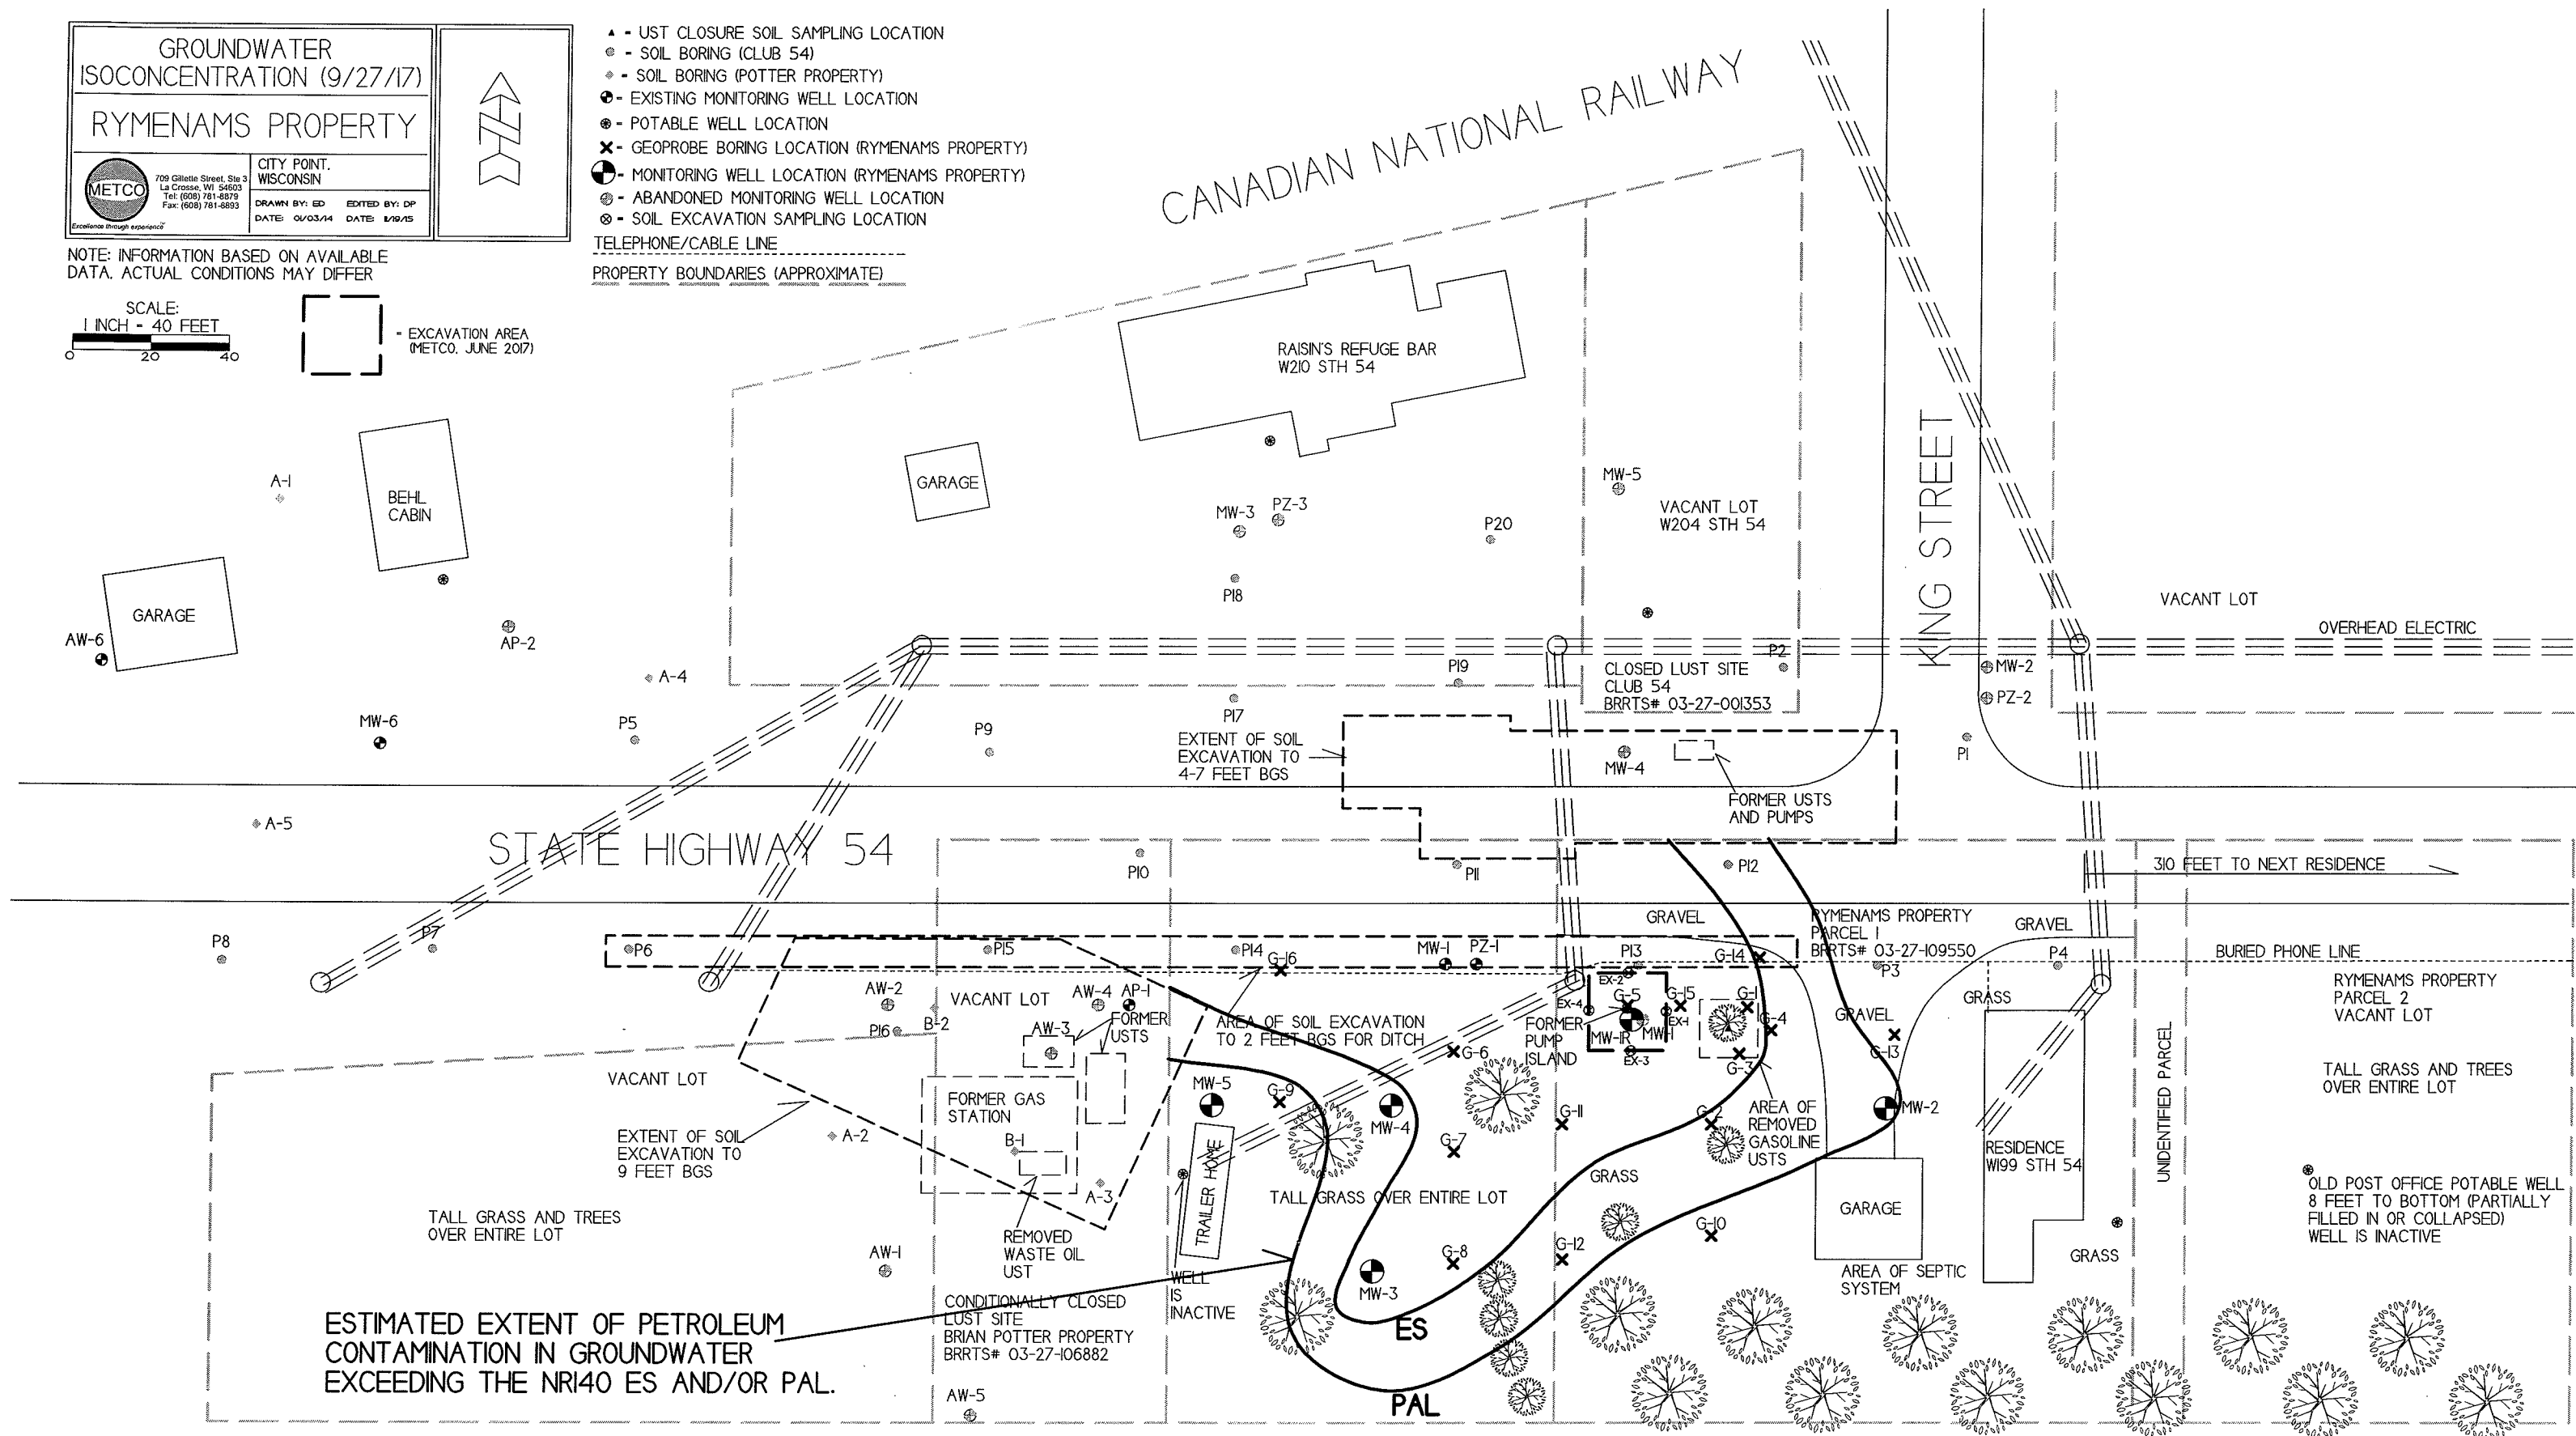 GROUNDWATER
ISOCONCENTRATION (9/27/17)
RYMENAMS PROPERTY
METCO
709 Gillette Street, Ste 3
La Crosse, WI 54603
Tel: (608) 781-8879
Fax: (608) 781-8893
Excellence through experience
CITY POINT,
WISCONSIN
DRAWN BY: ED
EDITED BY: DP
DATE: 01/03/14
DATE: 11/19/15
N
NOTE: INFORMATION BASED ON AVAILABLE
DATA. ACTUAL CONDITIONS MAY DIFFER
SCALE:
1 INCH - 40 FEET
0 20 40
- EXCAVATION AREA
(METCO, JUNE 2017)
- UST CLOSURE SOIL SAMPLING LOCATION
- SOIL BORING (CLUB 54)
- SOIL BORING (POTTER PROPERTY)
- EXISTING MONITORING WELL LOCATION
- POTABLE WELL LOCATION
- GEOPROBE BORING LOCATION (RYMENAMS PROPERTY)
- MONITORING WELL LOCATION (RYMENAMS PROPERTY)
- ABANDONED MONITORING WELL LOCATION
- SOIL EXCAVATION SAMPLING LOCATION
TELEPHONE/CABLE LINE
PROPERTY BOUNDARIES (APPROXIMATE)
CANADIAN NATIONAL RAILWAY
RAISIN'S REFUGE BAR
W210 STH 54
GARAGE
A-1
BEHL
CABIN
GARAGE
AW-6
AP-2
A-4
MW-6
P5
P9
A-5
MW-3
PZ-3
P18
P20
MW-5
VACANT LOT
W204 STH 54
KING STREET
VACANT LOT
OVERHEAD ELECTRIC
P19
P17
P2
CLOSED LUST SITE
CLUB 54
BRRTS# 03-27-001353
MW-2
PZ-2
P1
EXTENT OF SOIL
EXCAVATION TO
4-7 FEET BGS
MW-4
FORMER USTS
AND PUMPS
STATE HIGHWAY 54
P10
P11
P12
310 FEET TO NEXT RESIDENCE
P8
P7
P6
P15
P14
G-16
MW-1
PZ-1
P13
GRAVEL
G-14
RYMENAMS PROPERTY
PARCEL 1
BRRTS# 03-27-109550
P3
GRAVEL
P4
BURIED PHONE LINE
RYMENAMS PROPERTY
PARCEL 2
VACANT LOT
AW-2
P16
B-2
VACANT LOT
AW-4
AP-1
AW-3
FORMER
USTS
AREA OF SOIL EXCAVATION
TO 2 FEET BGS FOR DITCH
EX-2
EX-4
G-5
G-15
EX-1
MW-1R
MW-1
EX-3
FORMER
PUMP
ISLAND
G-1
G-4
G-3
GRAVEL
G-13
GRASS
G-6
MW-5
G-9
MW-4
G-7
G-11
G-2
AREA OF
REMOVED
GASOLINE
USTS
MW-2
RESIDENCE
W199 STH 54
UNIDENTIFIED PARCEL
TALL GRASS AND TREES
OVER ENTIRE LOT
VACANT LOT
FORMER GAS
STATION
B-1
A-2
A-3
EXTENT OF SOIL
EXCAVATION TO
9 FEET BGS
TRAILER HOME
TALL GRASS OVER ENTIRE LOT
GRASS
GARAGE
G-10
OLD POST OFFICE POTABLE WELL
8 FEET TO BOTTOM (PARTIALLY
FILLED IN OR COLLAPSED)
WELL IS INACTIVE
TALL GRASS AND TREES
OVER ENTIRE LOT
REMOVED
WASTE OIL
UST
AW-1
WELL
IS
INACTIVE
MW-3
G-8
G-12
AREA OF SEPTIC
SYSTEM
GRASS
CONDITIONALLY CLOSED
LUST SITE
BRIAN POTTER PROPERTY
BRRTS# 03-27-106882
ESTIMATED EXTENT OF PETROLEUM
CONTAMINATION IN GROUNDWATER
EXCEEDING THE NR140 ES AND/OR PAL.
ES
PAL
AW-5